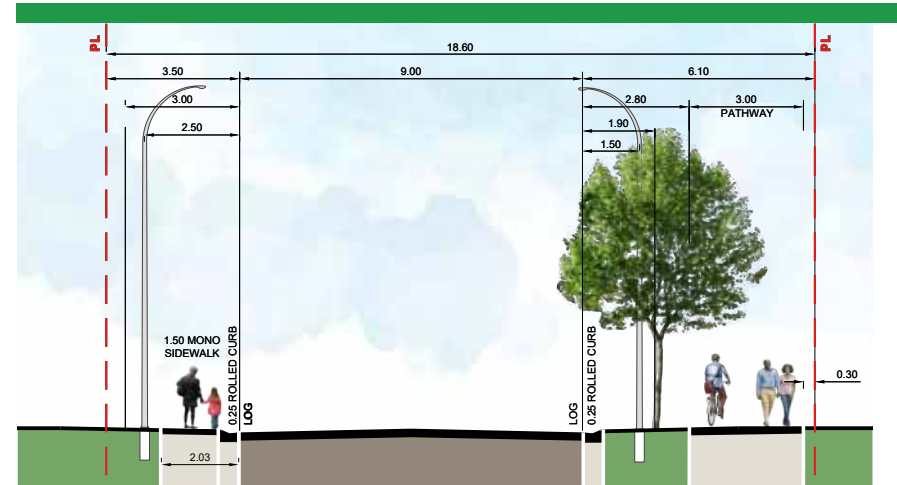 PL
PL
18.60
3.50
9.00
6.10
3.00
2.80
3.00
PATHWAY
2.50
1.90
1.50
1.50 MONO
SIDEWALK
0.25 ROLLED CURB
LOG
LOG
0.25 ROLLED CURB
0.30
2.03